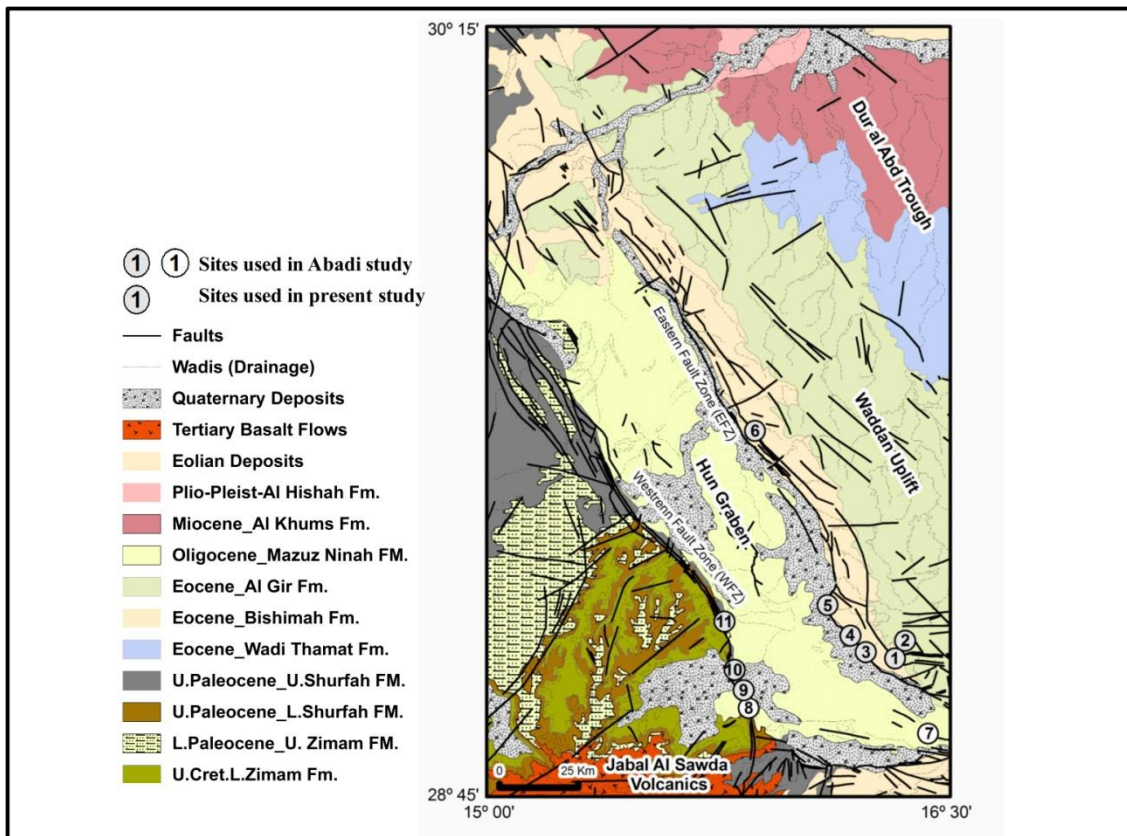 30º 15'
Dur al Abd Trough
1 1 Sites used in Abadi study
1 Sites used in present study
Faults
Wadis (Drainage)
Quaternary Deposits
Tertiary Basalt Flows
Eolian Deposits
Plio-Pleist-Al Hishah Fm.
Miocene_Al Khums Fm.
Oligocene_Mazuz Ninah FM.
Eocene_Al Gir Fm.
Eocene_Bishimah Fm.
Eocene_Wadi Thamat Fm.
U.Paleocene_U.Shurfah FM.
U.Paleocene_L.Shurfah FM.
L.Paleocene_U. Zimam FM.
U.Cret.L.Zimam Fm.
Eastern Fault Zone (EFZ)
Waddan Uplift
6
Hun Graben
Westrenn Fault Zone (WFZ)
5
11
4
2
3
1
10
9
8
7
Jabal Al Sawda
Volcanics
0 25 Km
28º 45'
15º 00'
16º 30'